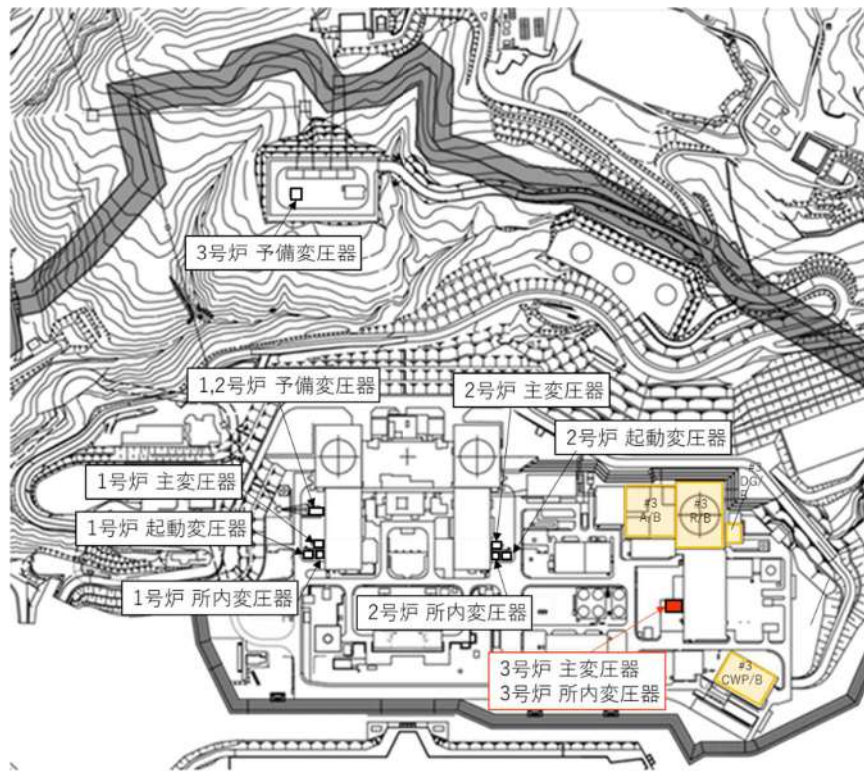 3号炉 予備変圧器
1,2号炉 予備変圧器
2号炉 主変圧器
2号炉 起動変圧器
1号炉 主変圧器
1号炉 起動変圧器
1号炉 所内変圧器
2号炉 所内変圧器
#3
DG/
B
#3
A/B
#3
R/B
3号炉 主変圧器
3号炉 所内変圧器
#3
CWP/B